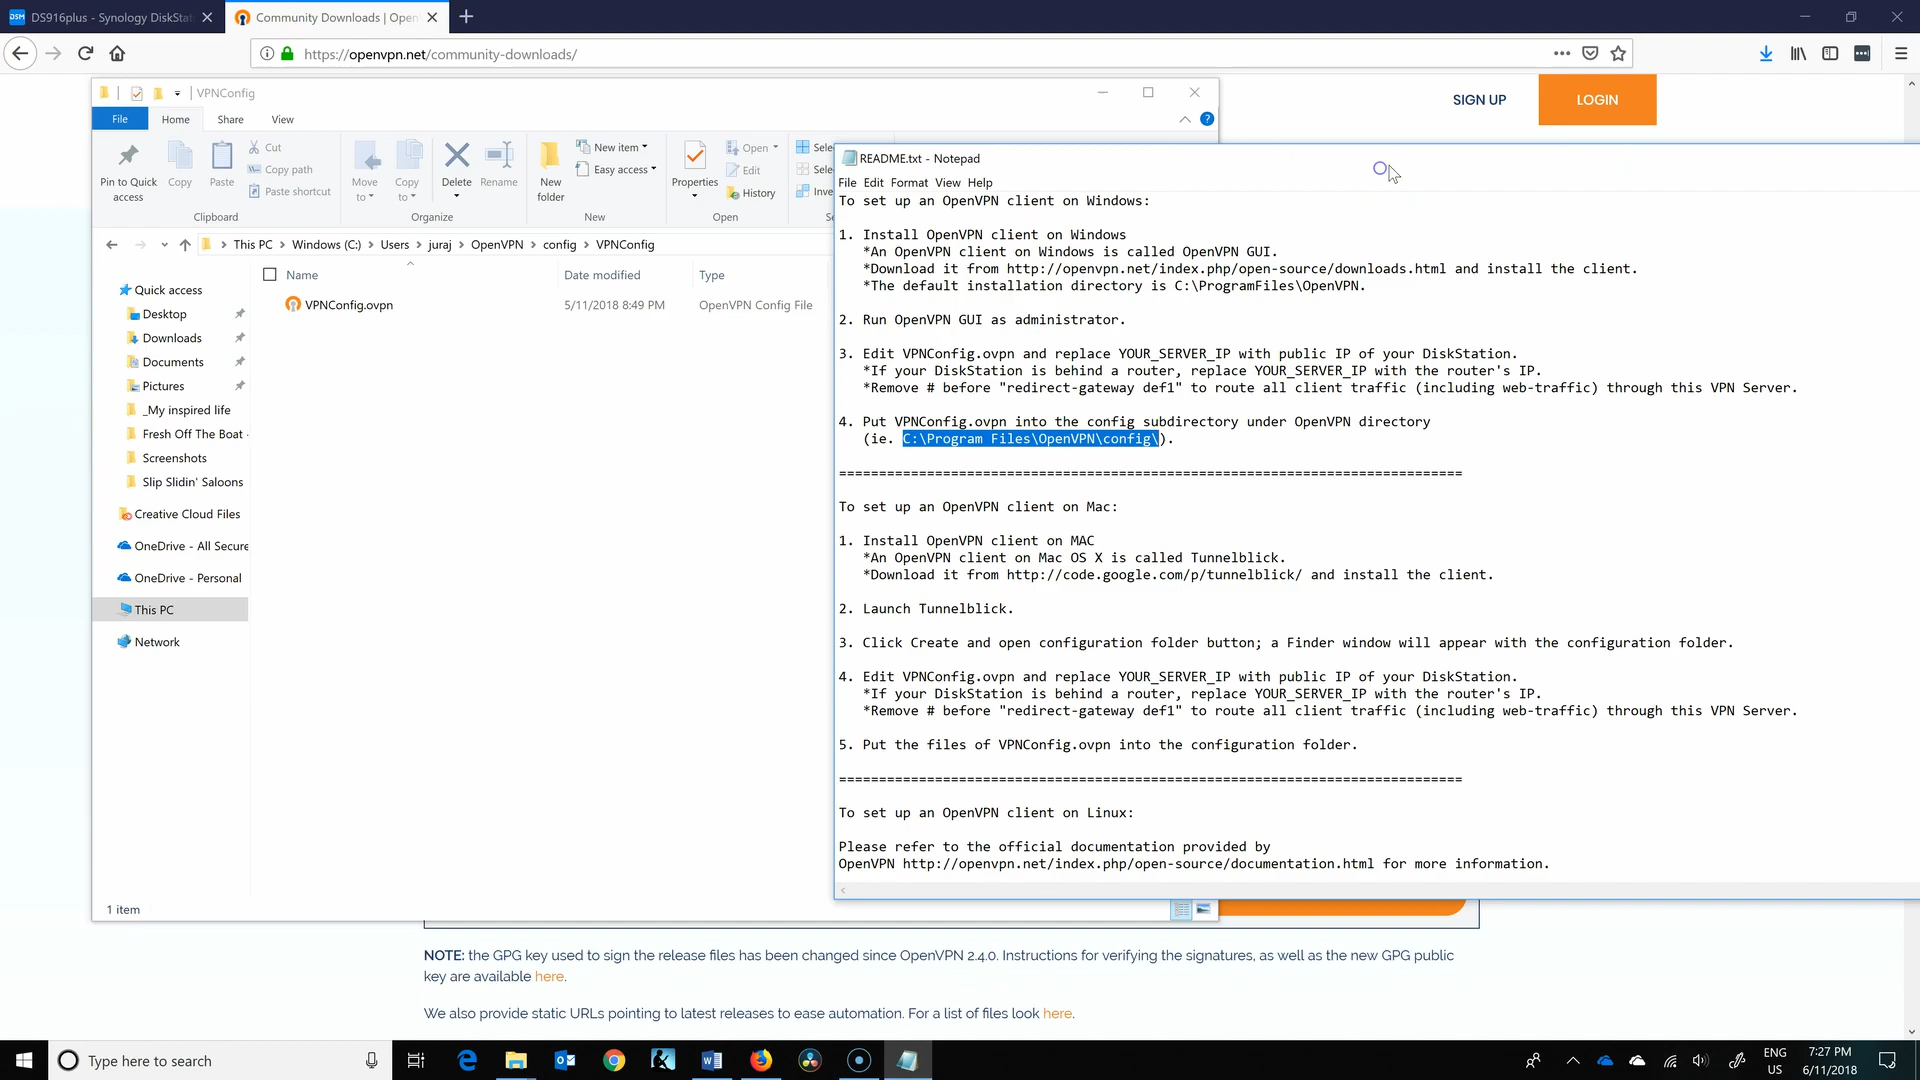 DS916plus - Synology DiskStat
Community Downloads | Open
https://openvpn.net/community-downloads/
SIGN UP
LOGIN
VPNConfig
File
Home
Share
View
Pin to Quick access
Copy
Paste
Cut
Copy path
Paste shortcut
Clipboard
Move to
Copy to
Delete
Rename
Organize
New folder
New item
Easy access
New
Properties
Open
Edit
History
Open
Sele
Sele
Inve
Se
This PC > Windows (C:) > Users > juraj > OpenVPN > config > VPNConfig
Name
Date modified
Type
VPNConfig.ovpn
5/11/2018 8:49 PM
OpenVPN Config File
Quick access
Desktop
Downloads
Documents
Pictures
_My inspired life
Fresh Off The Boat -
Screenshots
Slip Slidin' Saloons
Creative Cloud Files
OneDrive - All Secure
OneDrive - Personal
This PC
Network
1 item
README.txt - Notepad
File Edit Format View Help
To set up an OpenVPN client on Windows:
1. Install OpenVPN client on Windows
*An OpenVPN client on Windows is called OpenVPN GUI.
*Download it from http://openvpn.net/index.php/open-source/downloads.html and install the client.
*The default installation directory is C:\ProgramFiles\OpenVPN.
2. Run OpenVPN GUI as administrator.
3. Edit VPNConfig.ovpn and replace YOUR_SERVER_IP with public IP of your DiskStation.
*If your DiskStation is behind a router, replace YOUR_SERVER_IP with the router's IP.
*Remove # before "redirect-gateway def1" to route all client traffic (including web-traffic) through this VPN Server.
4. Put VPNConfig.ovpn into the config subdirectory under OpenVPN directory
(ie. C:\Program Files\OpenVPN\config\).
==============================================================================
To set up an OpenVPN client on Mac:
1. Install OpenVPN client on MAC
*An OpenVPN client on Mac OS X is called Tunnelblick.
*Download it from http://code.google.com/p/tunnelblick/ and install the client.
2. Launch Tunnelblick.
3. Click Create and open configuration folder button; a Finder window will appear with the configuration folder.
4. Edit VPNConfig.ovpn and replace YOUR_SERVER_IP with public IP of your DiskStation.
*If your DiskStation is behind a router, replace YOUR_SERVER_IP with the router's IP.
*Remove # before "redirect-gateway def1" to route all client traffic (including web-traffic) through this VPN Server.
5. Put the files of VPNConfig.ovpn into the configuration folder.
==============================================================================
To set up an OpenVPN client on Linux:
Please refer to the official documentation provided by
OpenVPN http://openvpn.net/index.php/open-source/documentation.html for more information.
NOTE: the GPG key used to sign the release files has been changed since OpenVPN 2.4.0. Instructions for verifying the signatures, as well as the new GPG public
key are available here.
We also provide static URLs pointing to latest releases to ease automation. For a list of files look here.
Type here to search
ENG
US
7:27 PM
6/11/2018